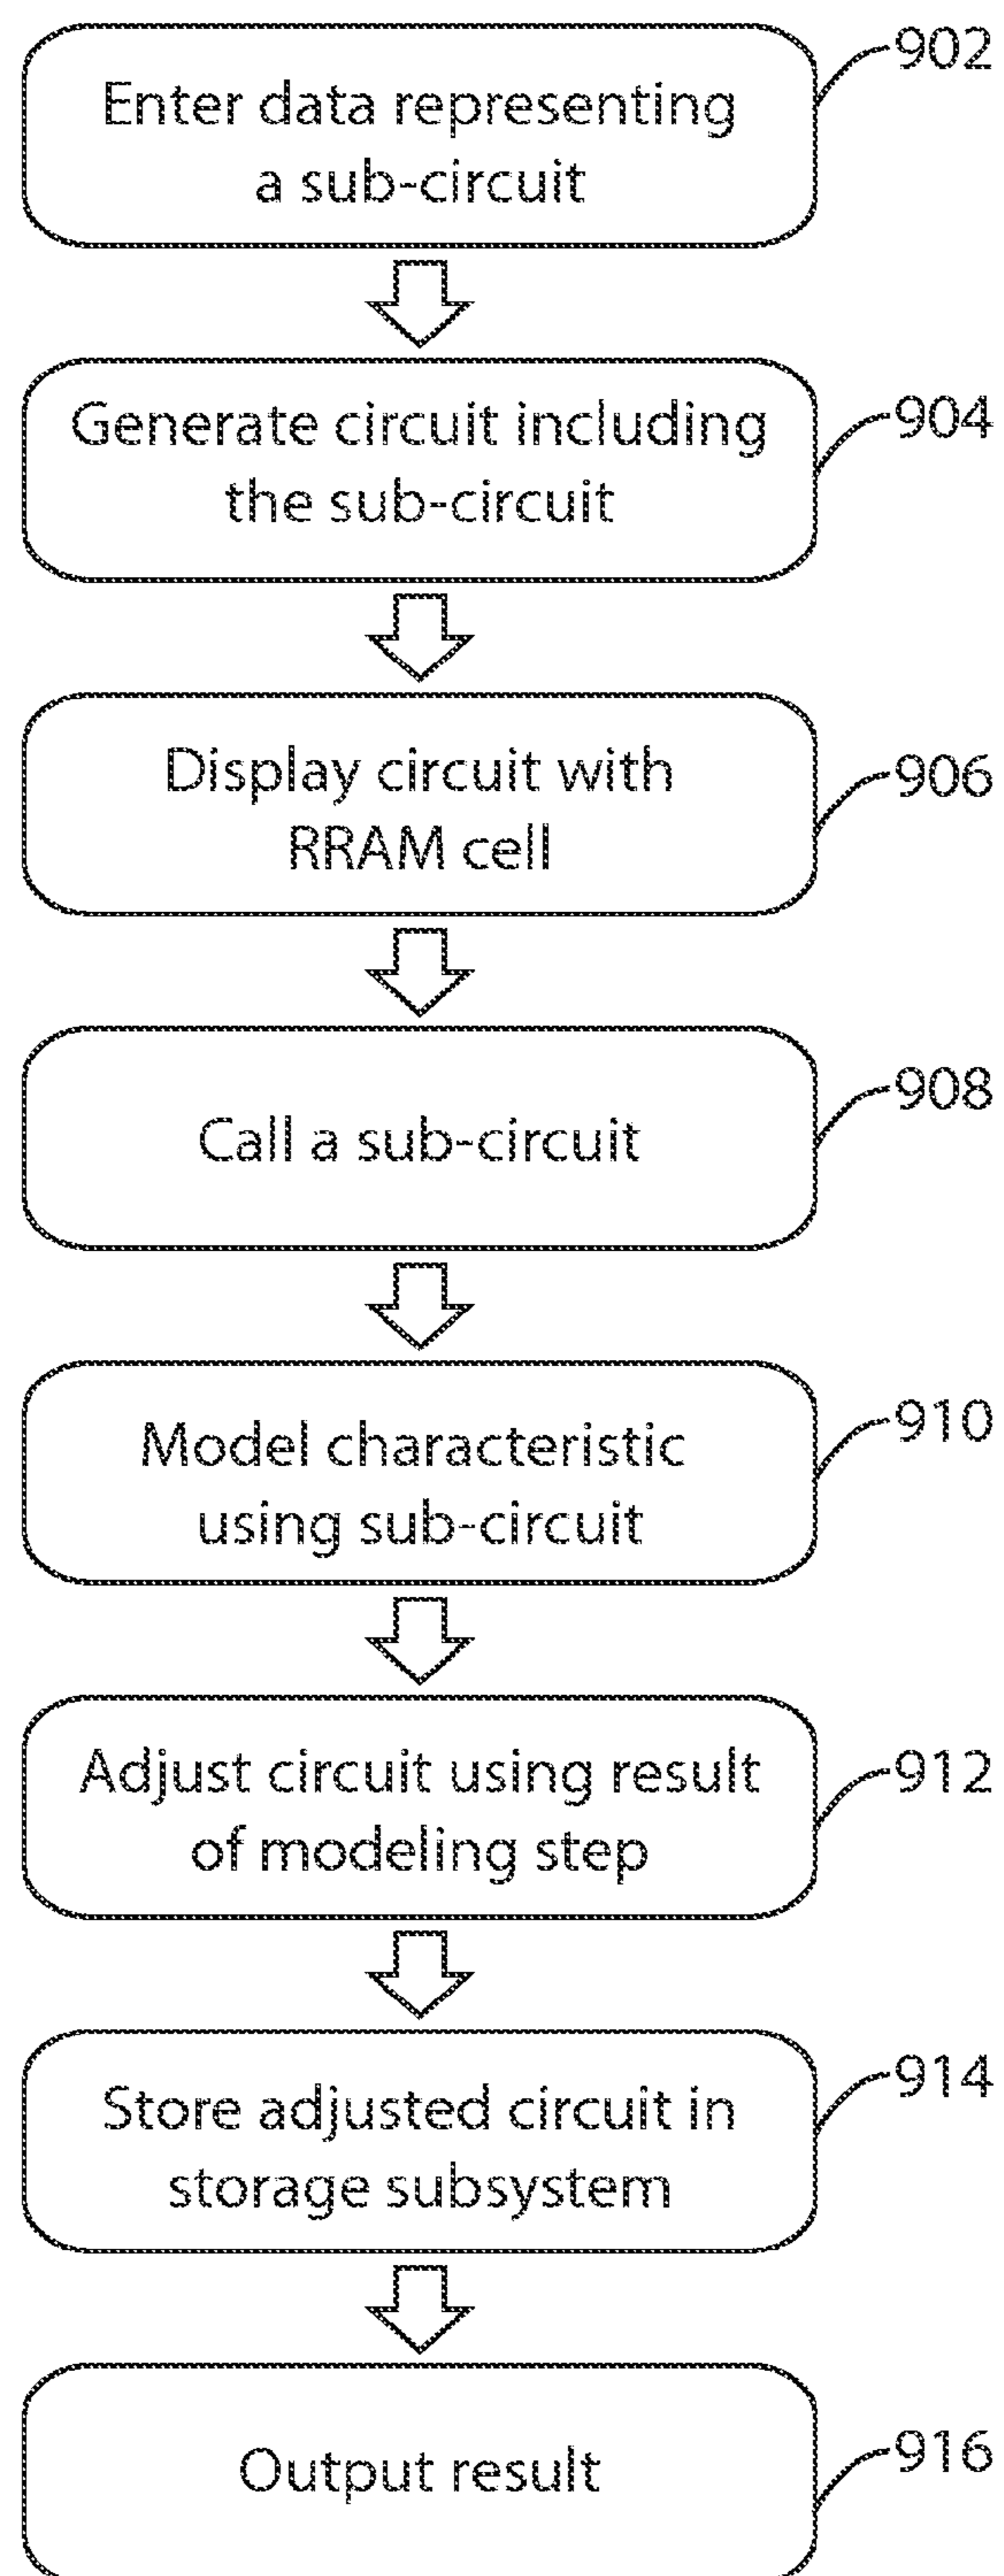 Enter data representing
a sub-circuit
902
Generate circuit including
the sub-circuit
904
Display circuit with
RRAM cell
906
Call a sub-circuit
908
Model characteristic
using sub-circuit
910
Adjust circuit using result
of modeling step
912
Store adjusted circuit in
storage subsystem
914
Output result
916